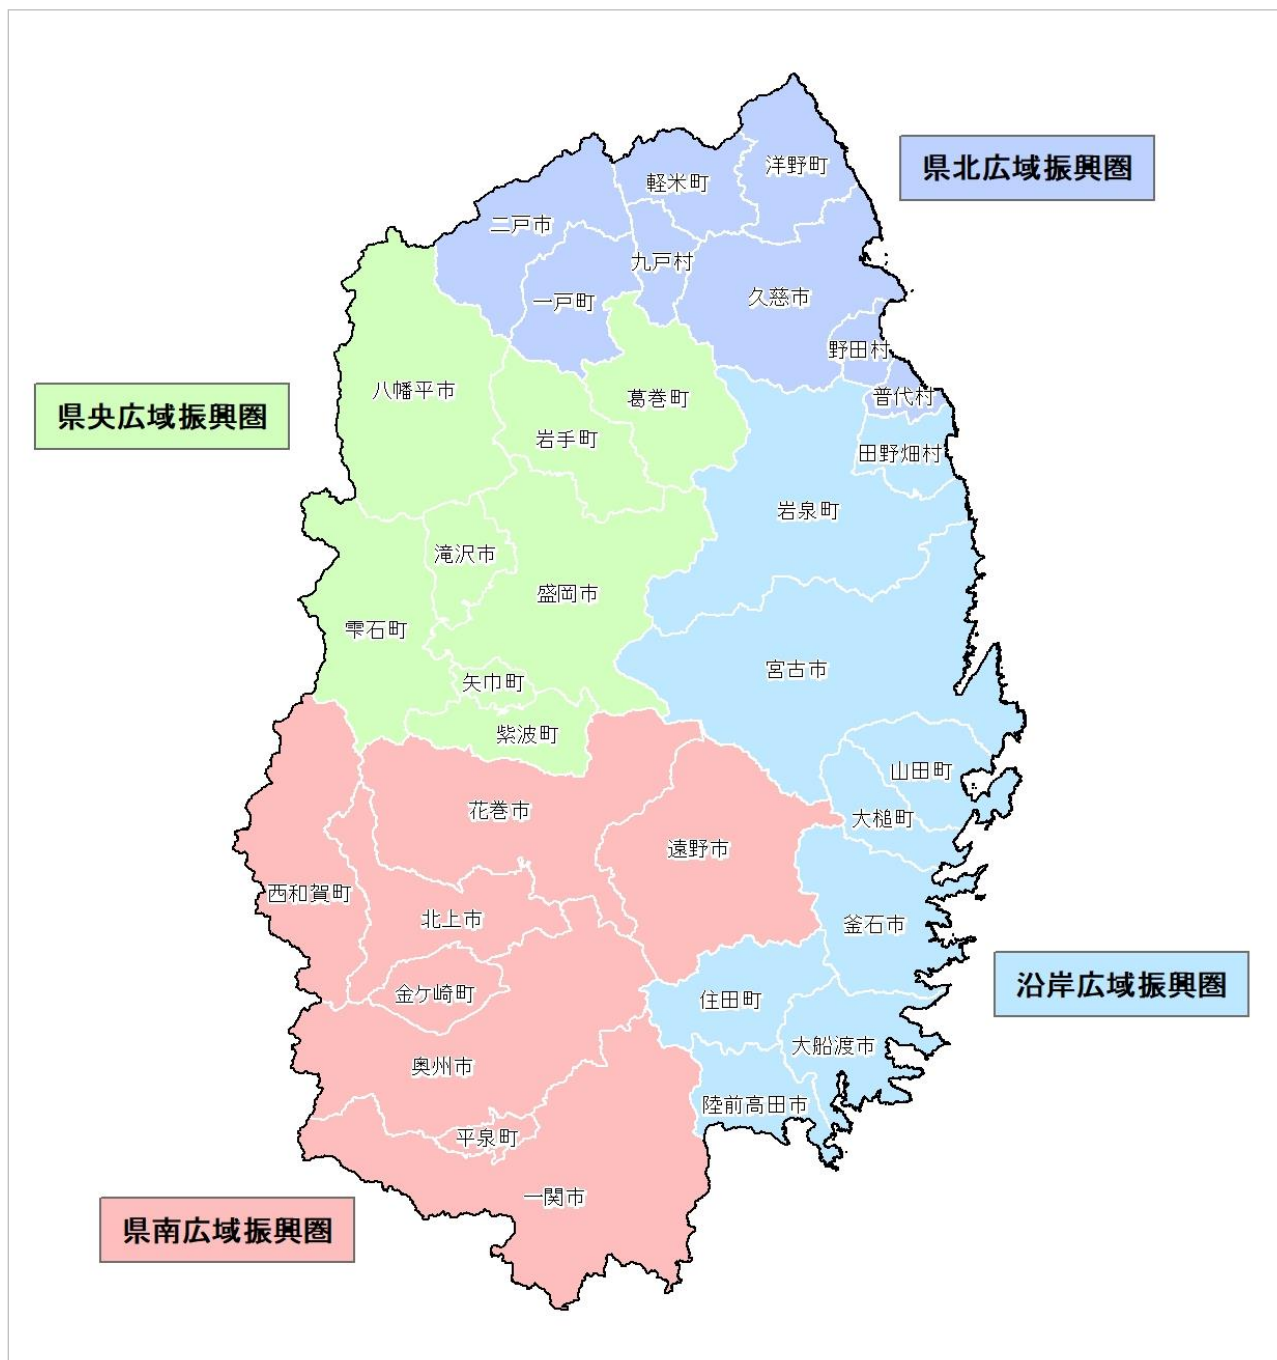 洋野町
県北広域振興圏
軽米町
二戸市
九戸村
一戸町
久慈市
野田村
八幡平市
葛巻町
普代村
県央広域振興圏
岩手町
田野畑村
岩泉町
滝沢市
盛岡市
雫石町
宮古市
矢巾町
紫波町
山田町
花巻市
大槌町
遠野市
西和賀町
北上市
釜石市
沿岸広域振興圏
金ケ崎町
住田町
大船渡市
奥州市
陸前高田市
平泉町
一関市
県南広域振興圏